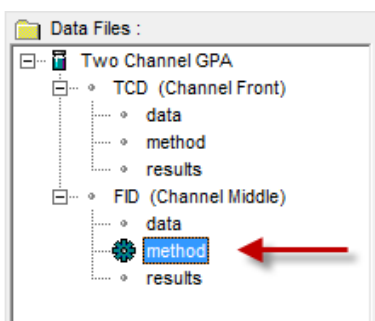 Data Files :
Two Channel GPA
TCD (Channel Front)
data
method
results
FID (Channel Middle)
data
method
results